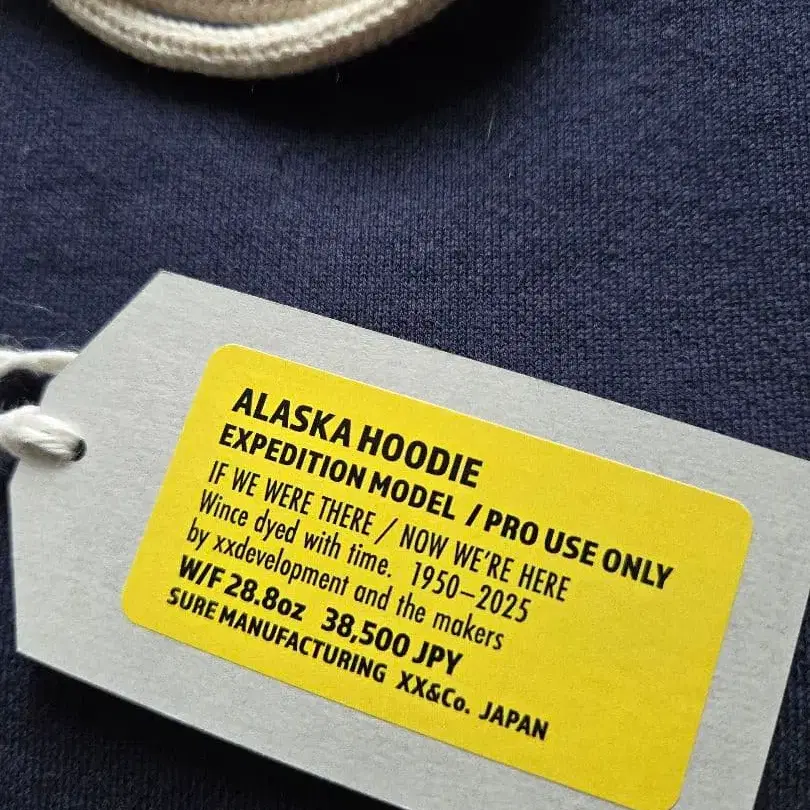 ALASKA HOODIE
EXPEDITION MODEL / PRO USE ONLY
IF WE WERE THERE / NOW WE'RE HERE
Wince dyed with time. 1950–2025
by xxdevelopment and the makers
W/F 28.8oz 38,500 JPY
SURE MANUFACTURING XX&Co. JAPAN